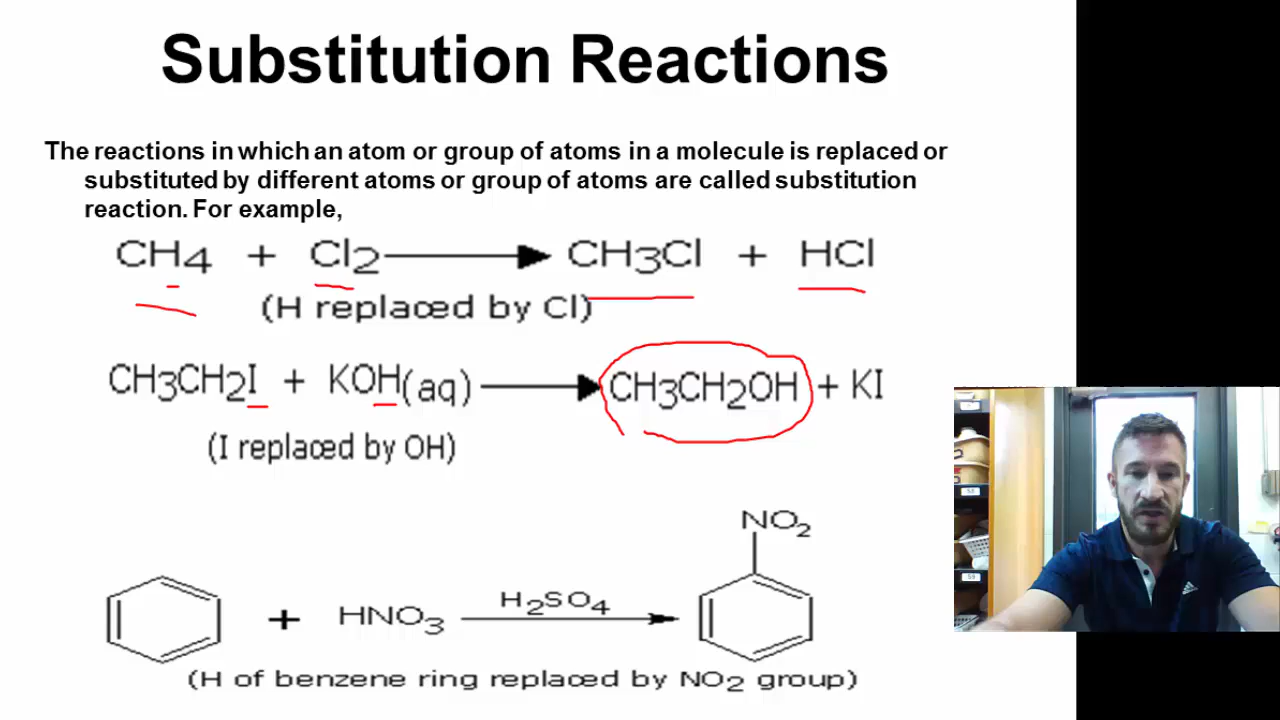 Substitution Reactions
The reactions in which an atom or group of atoms in a molecule is replaced or
substituted by different atoms or group of atoms are called substitution
reaction. For example,
CH4 + Cl2 → CH3Cl + HCl
(H replaced by Cl)
CH3CH2I + KOH(aq) → CH3CH2OH + KI
(I replaced by OH)
NO2
+ HNO3 H2SO4 →
(H of benzene ring replaced by NO2 group)